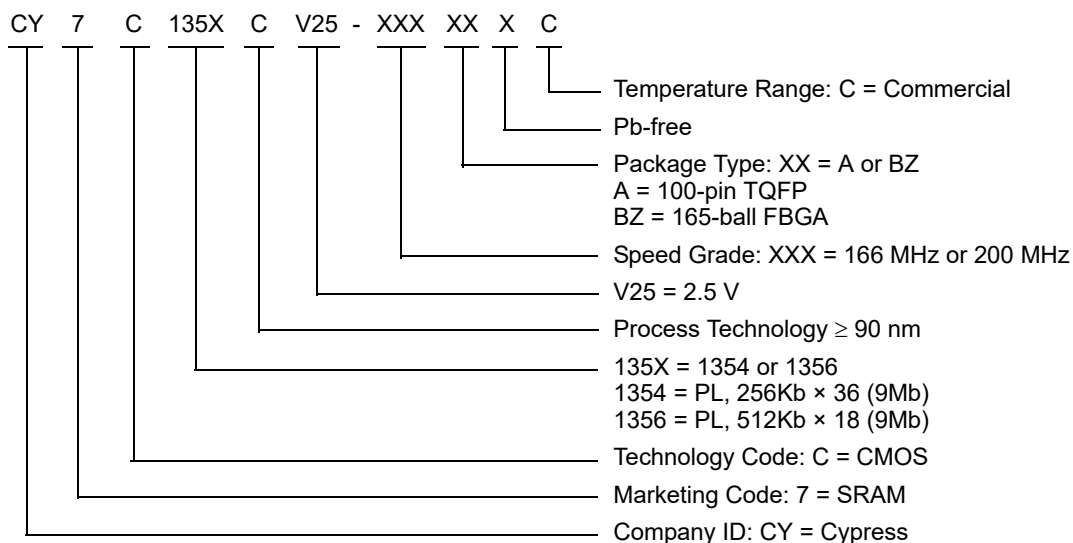 CY 7 C 135X C V25 - XXX XX X C
Temperature Range: C = Commercial
Pb-free
Package Type: XX = A or BZ
A = 100-pin TQFP
BZ = 165-ball FBGA
Speed Grade: XXX = 166 MHz or 200 MHz
V25 = 2.5 V
Process Technology ≥ 90 nm
135X = 1354 or 1356
1354 = PL, 256Kb × 36 (9Mb)
1356 = PL, 512Kb × 18 (9Mb)
Technology Code: C = CMOS
Marketing Code: 7 = SRAM
Company ID: CY = Cypress